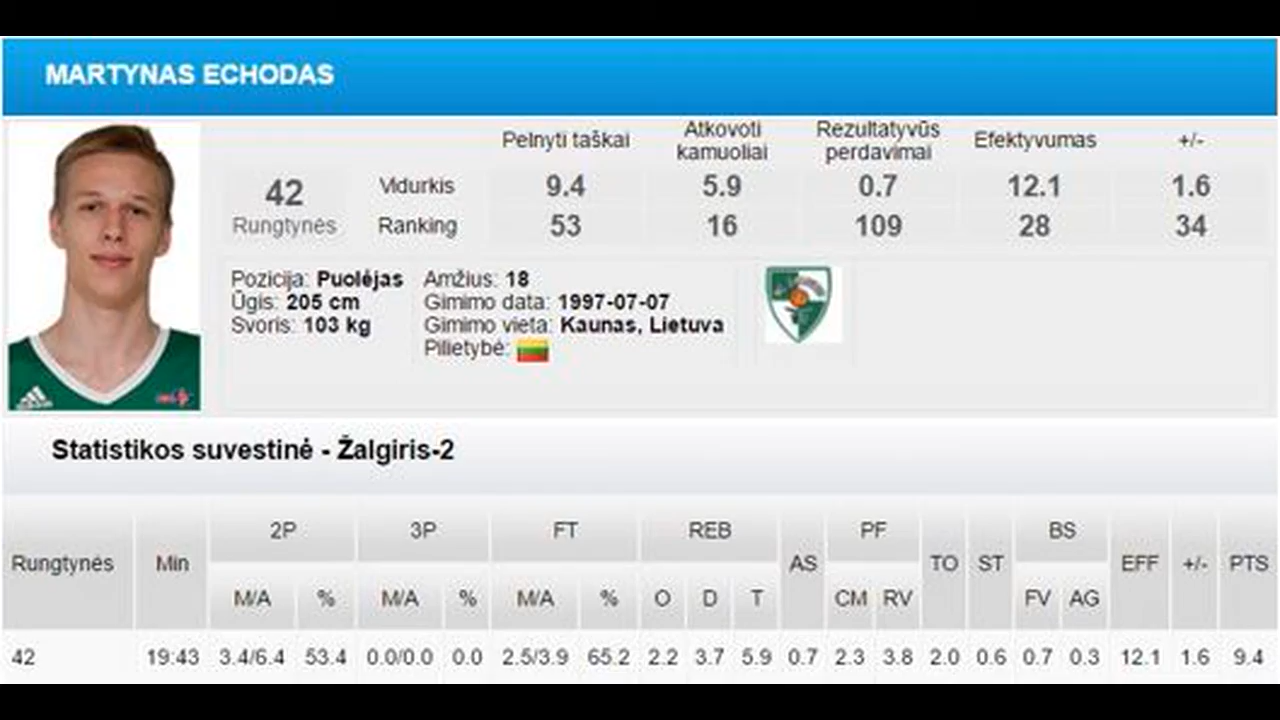 MARTYNAS ECHODAS
Pelnyti taškai Atkovoti kamuoliai Rezultatyvūs perdavimai Efektyvumas +/-
42 Rungtynės
Vidurkis 9.4 5.9 0.7 12.1 1.6
Ranking 53 16 109 28 34
Pozicija: Puolėjas
Ūgis: 205 cm
Svoris: 103 kg
Amžius: 18
Gimimo data: 1997-07-07
Gimimo vieta: Kaunas, Lietuva
Pilietybė:
adidas
Statistikos suvestinė - Žalgiris-2
Rungtynės Min 2P 3P FT REB AS PF TO ST BS EFF +/- PTS
M/A % M/A % M/A % O D T CM RV FV AG
42 19:43 3.4/6.4 53.4 0.0/0.0 0.0 2.5/3.9 65.2 2.2 3.7 5.9 0.7 2.3 3.8 2.0 0.6 0.7 0.3 12.1 1.6 9.4